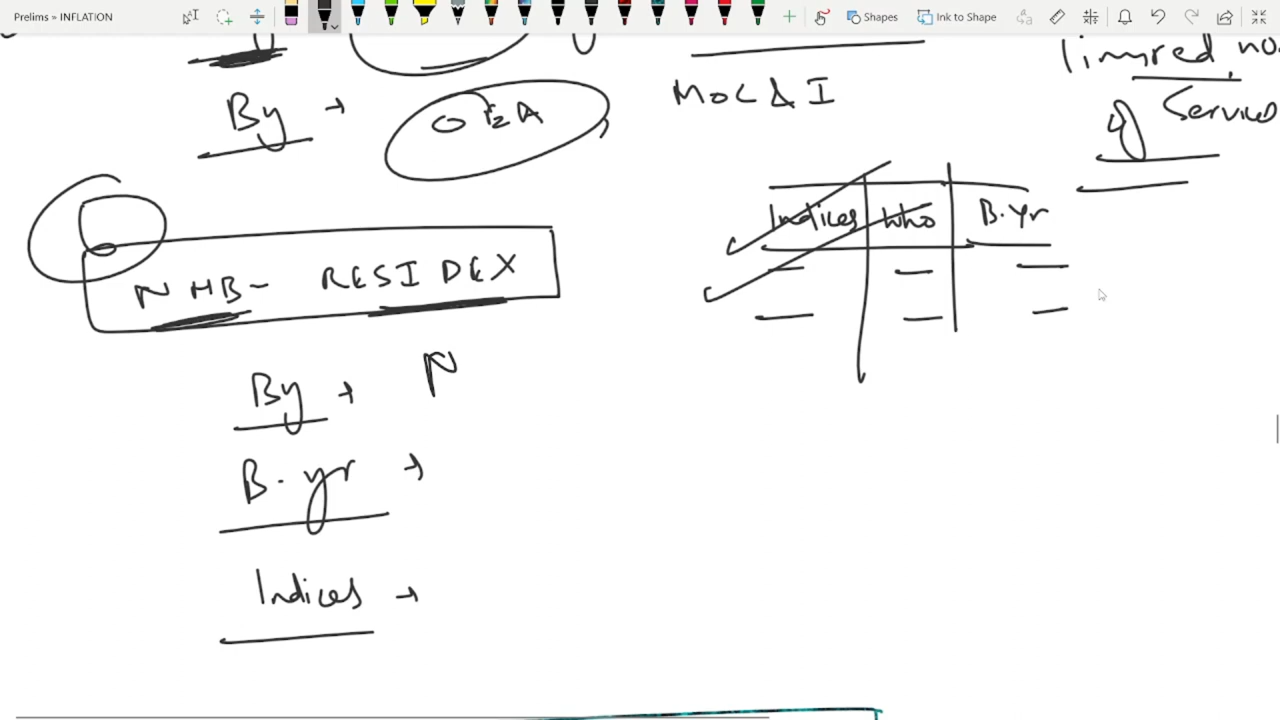 Prelims » INFLATION
Shapes
Ink to Shape
MOC & I
limited no.
of Services
By → OEA
Indices Who B.Yr
NHB- RESIDEX
By → N
B.yr →
Indices →